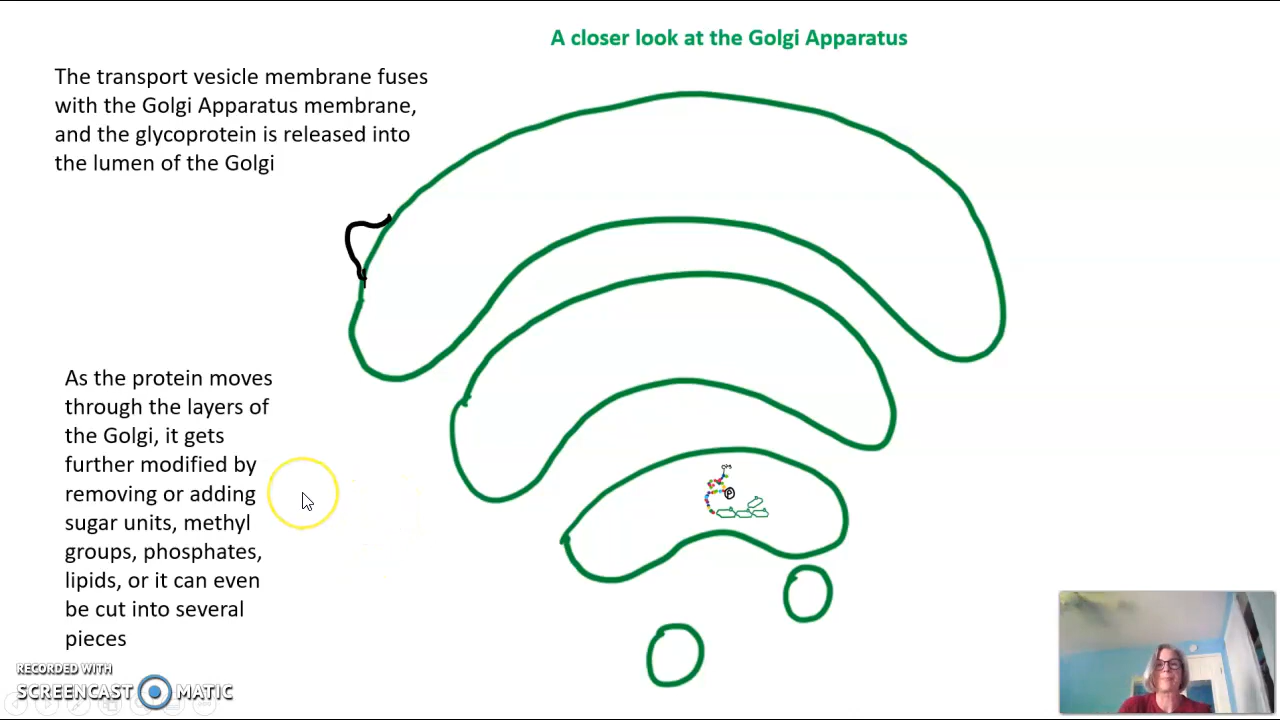 A closer look at the Golgi Apparatus
The transport vesicle membrane fuses
with the Golgi Apparatus membrane,
and the glycoprotein is released into
the lumen of the Golgi
As the protein moves
through the layers of
the Golgi, it gets
further modified by
removing or adding
sugar units, methyl
groups, phosphates,
lipids, or it can even
be cut into several
pieces
P
RECORDED WITH
SCREENCAST MATIC